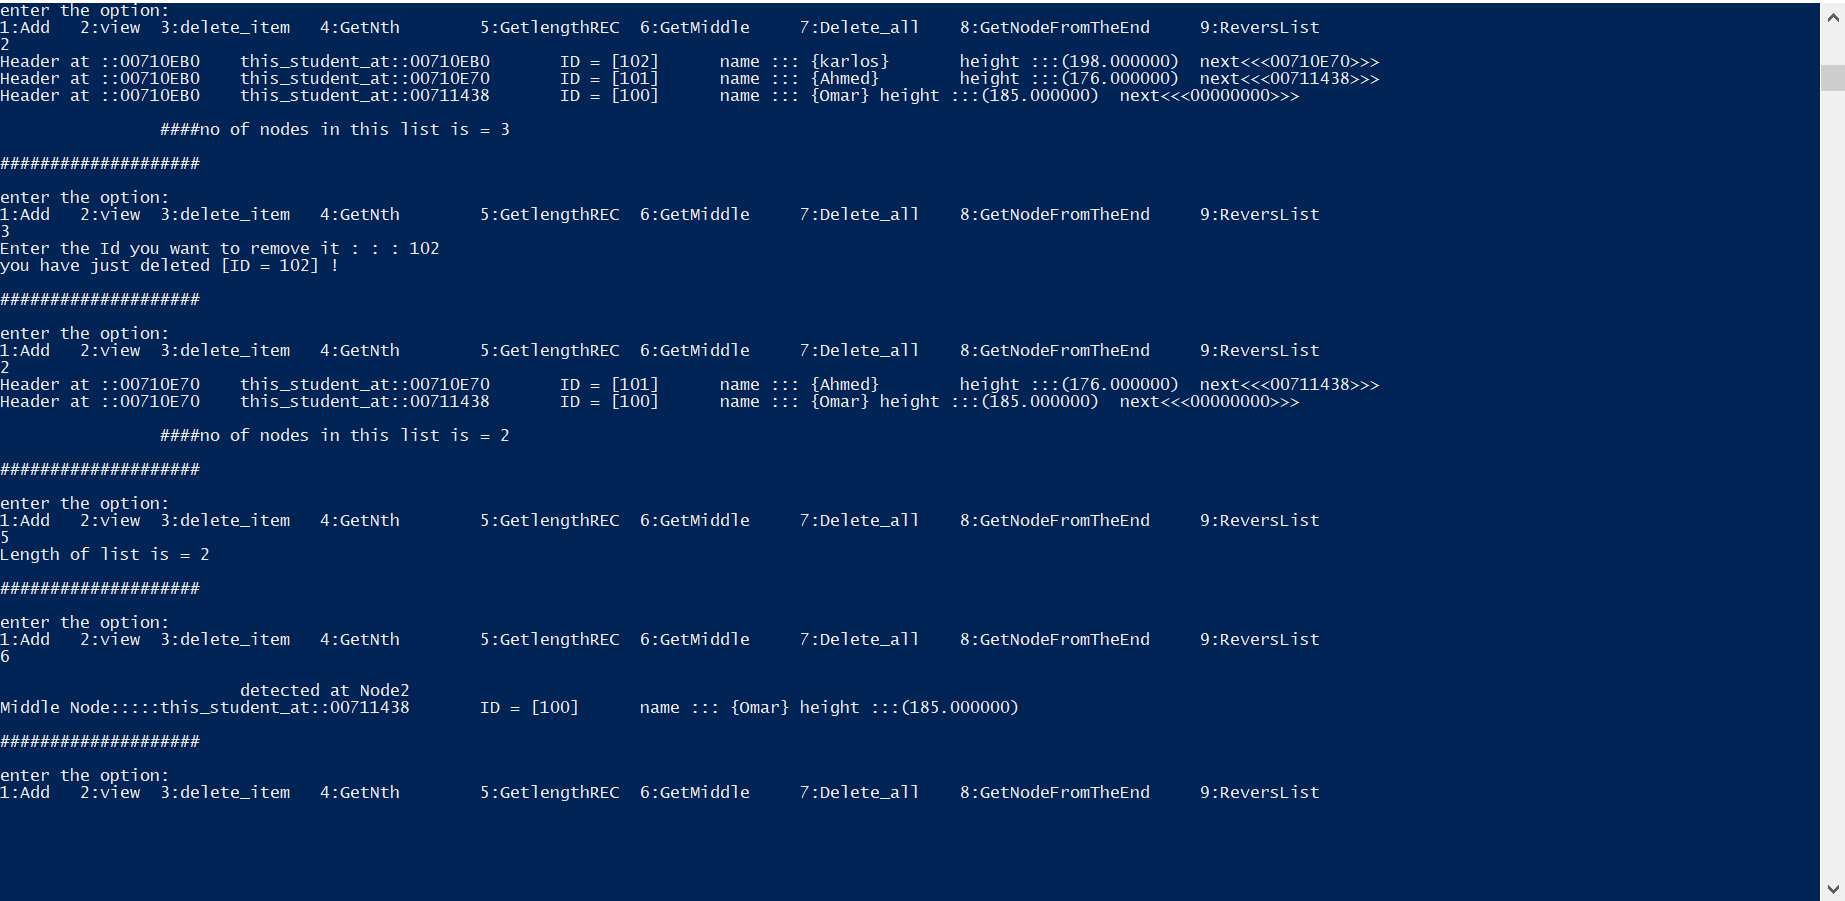 enter the option:
1:Add 2:view 3:delete_item 4:GetNth 5:GetlengthREC 6:GetMiddle 7:Delete_all 8:GetNodeFromTheEnd 9:ReversList
2
Header at ::00710EB0 this_student_at::00710EB0 ID = [102] name ::: {karlos} height :::(198.000000) next<<<00710E70>>>
Header at ::00710EB0 this_student_at::00710E70 ID = [101] name ::: {Ahmed} height :::(176.000000) next<<<00711438>>>
Header at ::00710EB0 this_student_at::00711438 ID = [100] name ::: {Omar} height :::(185.000000) next<<<00000000>>>
####no of nodes in this list is = 3
####################
enter the option:
1:Add 2:view 3:delete_item 4:GetNth 5:GetlengthREC 6:GetMiddle 7:Delete_all 8:GetNodeFromTheEnd 9:ReversList
3
Enter the Id you want to remove it : : : 102
you have just deleted [ID = 102] !
####################
enter the option:
1:Add 2:view 3:delete_item 4:GetNth 5:GetlengthREC 6:GetMiddle 7:Delete_all 8:GetNodeFromTheEnd 9:ReversList
2
Header at ::00710E70 this_student_at::00710E70 ID = [101] name ::: {Ahmed} height :::(176.000000) next<<<00711438>>>
Header at ::00710E70 this_student_at::00711438 ID = [100] name ::: {Omar} height :::(185.000000) next<<<00000000>>>
####no of nodes in this list is = 2
####################
enter the option:
1:Add 2:view 3:delete_item 4:GetNth 5:GetlengthREC 6:GetMiddle 7:Delete_all 8:GetNodeFromTheEnd 9:ReversList
5
Length of list is = 2
####################
enter the option:
1:Add 2:view 3:delete_item 4:GetNth 5:GetlengthREC 6:GetMiddle 7:Delete_all 8:GetNodeFromTheEnd 9:ReversList
6
detected at Node2
Middle Node:::::this_student_at::00711438 ID = [100] name ::: {Omar} height :::(185.000000)
####################
enter the option:
1:Add 2:view 3:delete_item 4:GetNth 5:GetlengthREC 6:GetMiddle 7:Delete_all 8:GetNodeFromTheEnd 9:ReversList